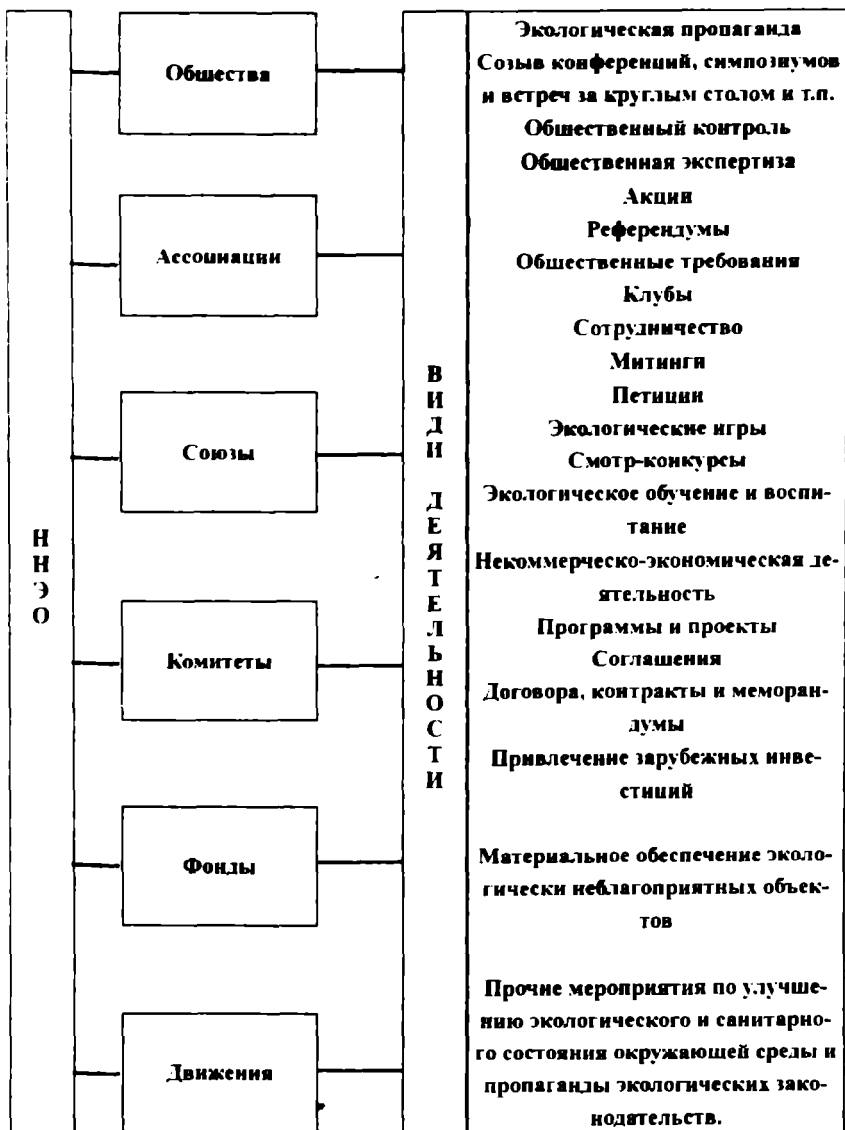 ННЭО
Общества
Ассоциации
Союзы
Комитеты
Фонды
Движения
ВИДИ ДЕЯТЕЛЬНОСТИ
Экологическая пропаганда
Созыв конференций, симпозиумов
и встреч за круглым столом и т.п.
Общественный контроль
Общественная экспертиза
Акции
Референдумы
Общественные требования
Клубы
Сотрудничество
Митинги
Петиции
Экологические игры
Смотр-конкурсы
Экологическое обучение и воспи-
тание
Некоммерческо-экономическая де-
ятельность
Программы и проекты
Соглашения
Договора, контракты и меморан-
думы
Привлечение зарубежных инве-
стиций
Материальное обеспечение эколо-
гически неблагоприятных объек-
тов
Прочие мероприятия по улучше-
нию экологического и санитарно-
го состояния окружающей среды и
пропаганды экологических зако-
нодательств.